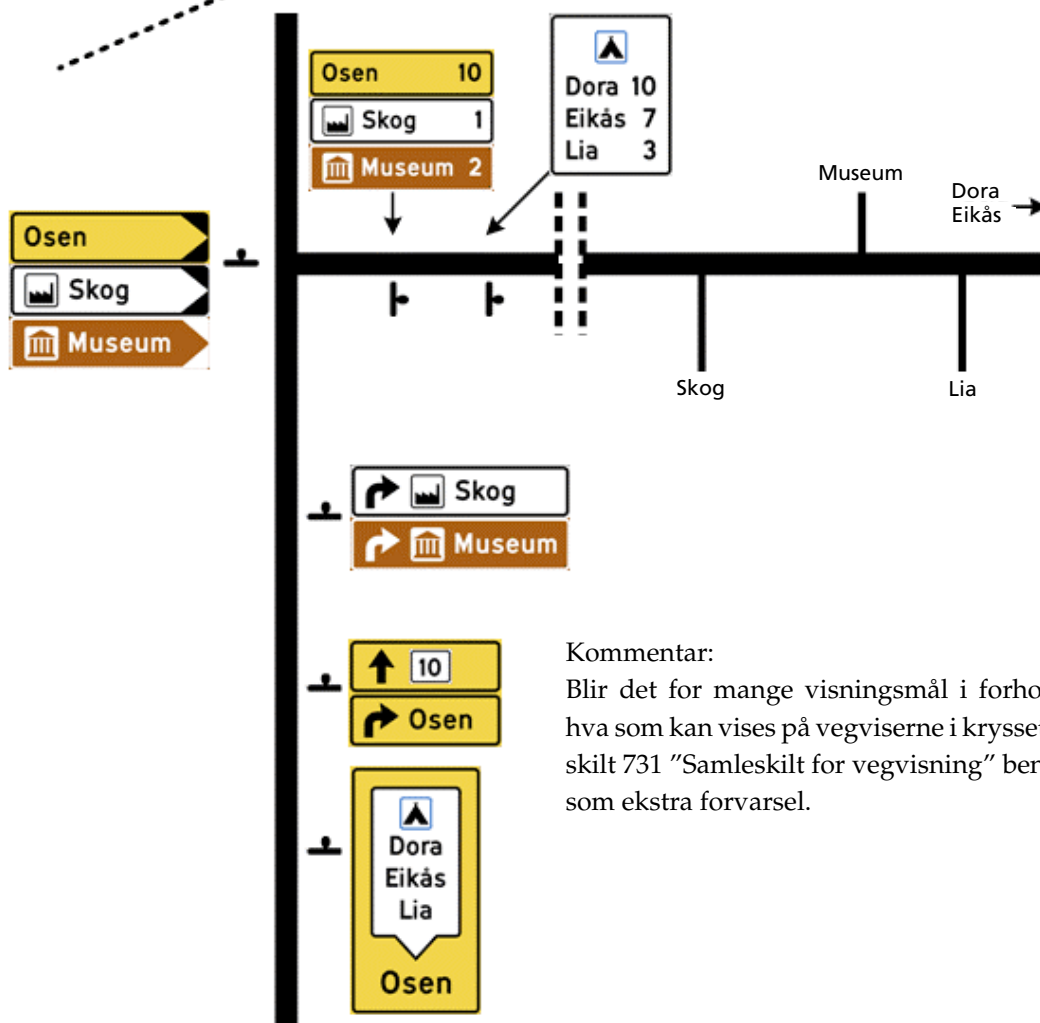 Osen 10
Skog 1
Museum 2
Dora 10
Eikås 7
Lia 3
Museum
Dora
Eikås
Osen
Skog
Museum
Skog
Lia
Skog
Museum
10
Osen
Kommentar:
Blir det for mange visningsmål i forho
hva som kan vises på vegviserne i krysse
skilt 731 ”Samleskilt for vegvisning” ben
som ekstra forvarsel.
Dora
Eikås
Lia
Osen